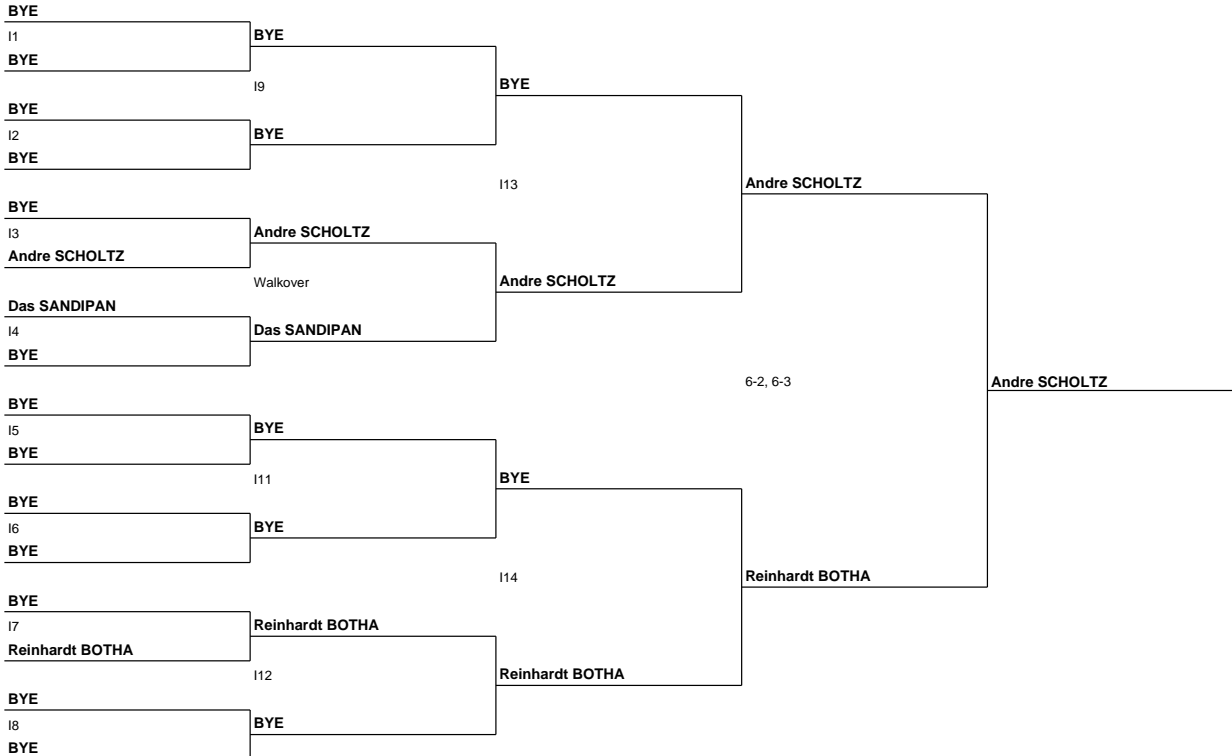 BYE
I1
BYE
BYE
I9
BYE
BYE
I2
BYE
BYE
I13
Andre SCHOLTZ
BYE
I3
Andre SCHOLTZ
Andre SCHOLTZ
Walkover
Andre SCHOLTZ
Das SANDIPAN
I4
Das SANDIPAN
BYE
6-2, 6-3
Andre SCHOLTZ
BYE
I5
BYE
BYE
I11
BYE
BYE
I6
BYE
BYE
I14
Reinhardt BOTHA
BYE
I7
Reinhardt BOTHA
Reinhardt BOTHA
I12
Reinhardt BOTHA
BYE
I8
BYE
BYE